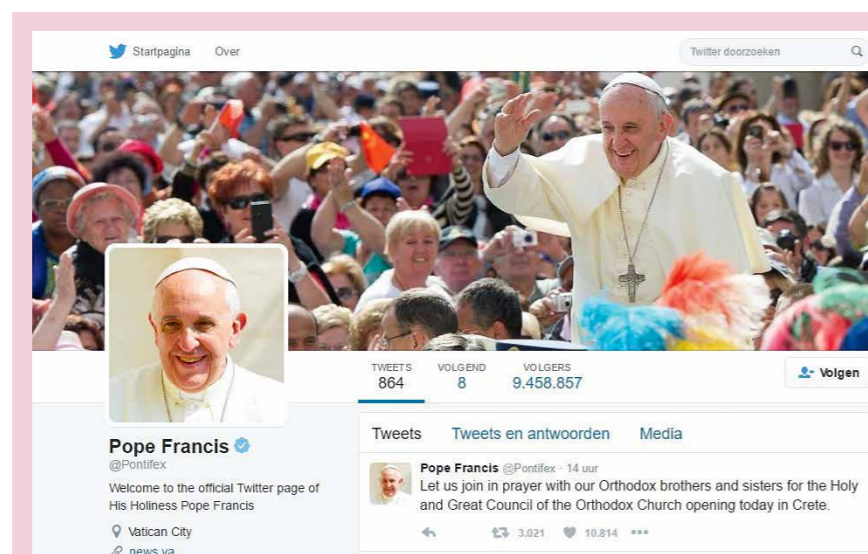 Startpagina Over Twitter doorzoeken
TWEETS VOLGEND VOLGERS
864 8 9.458.857 Volgen
Pope Francis
@Pontifex
Welcome to the official Twitter page of
His Holiness Pope Francis
Vatican City
news.va
Tweets Tweets en antwoorden Media
Pope Francis @Pontifex · 14 uur
Let us join in prayer with our Orthodox brothers and sisters for the Holy
and Great Council of the Orthodox Church opening today in Crete.
3.021 10.814